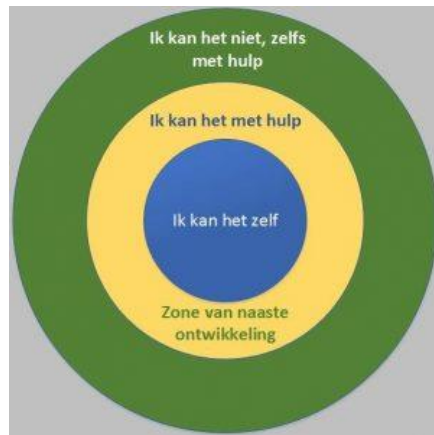 Ik kan het niet, zelfs
met hulp
Ik kan het met hulp
Ik kan het zelf
Zone van naaste
ontwikkeling